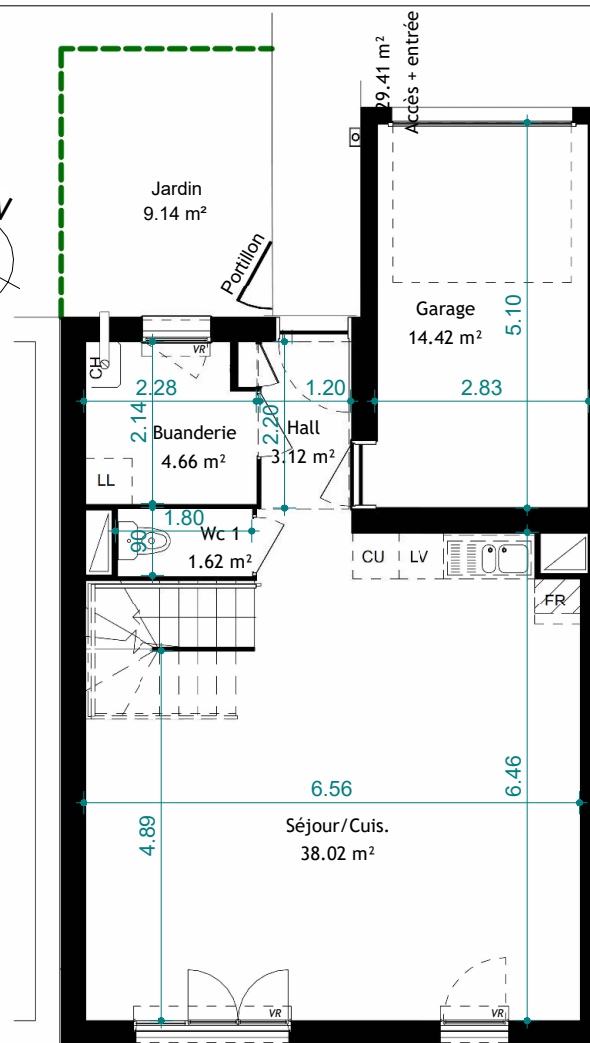 29.41 m²
Accès + entrée
Jardin
9.14 m²
Portillon
Garage
14.42 m²
5.10
2.83
CH
VR
2.28
1.20
2.14
2.20
Buanderie
4.66 m²
Hall
3.12 m²
LL
1.80
90
Wc 1
1.62 m²
CU
LV
FR
6.56
6.46
4.89
Séjour/Cuis.
38.02 m²
VR
VR